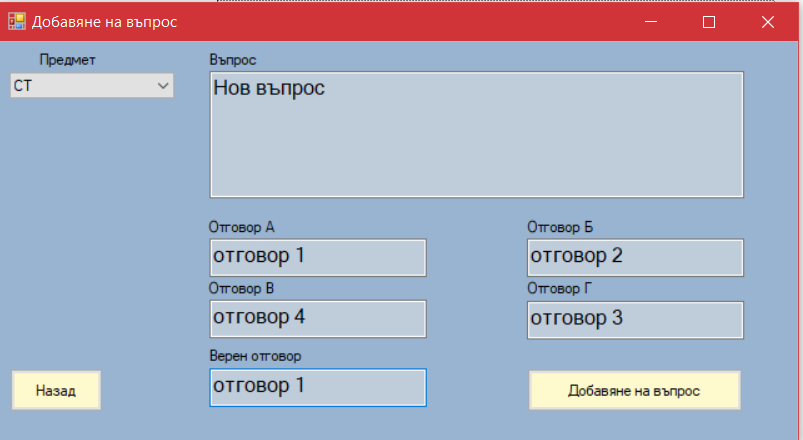 Добавяне на въпрос
Предмет
СТ
Въпрос
Нов въпрос
Отговор А
отговор 1
Отговор Б
отговор 2
Отговор В
отговор 4
Отговор Г
отговор 3
Верен отговор
отговор 1
Назад
Добавяне на въпрос